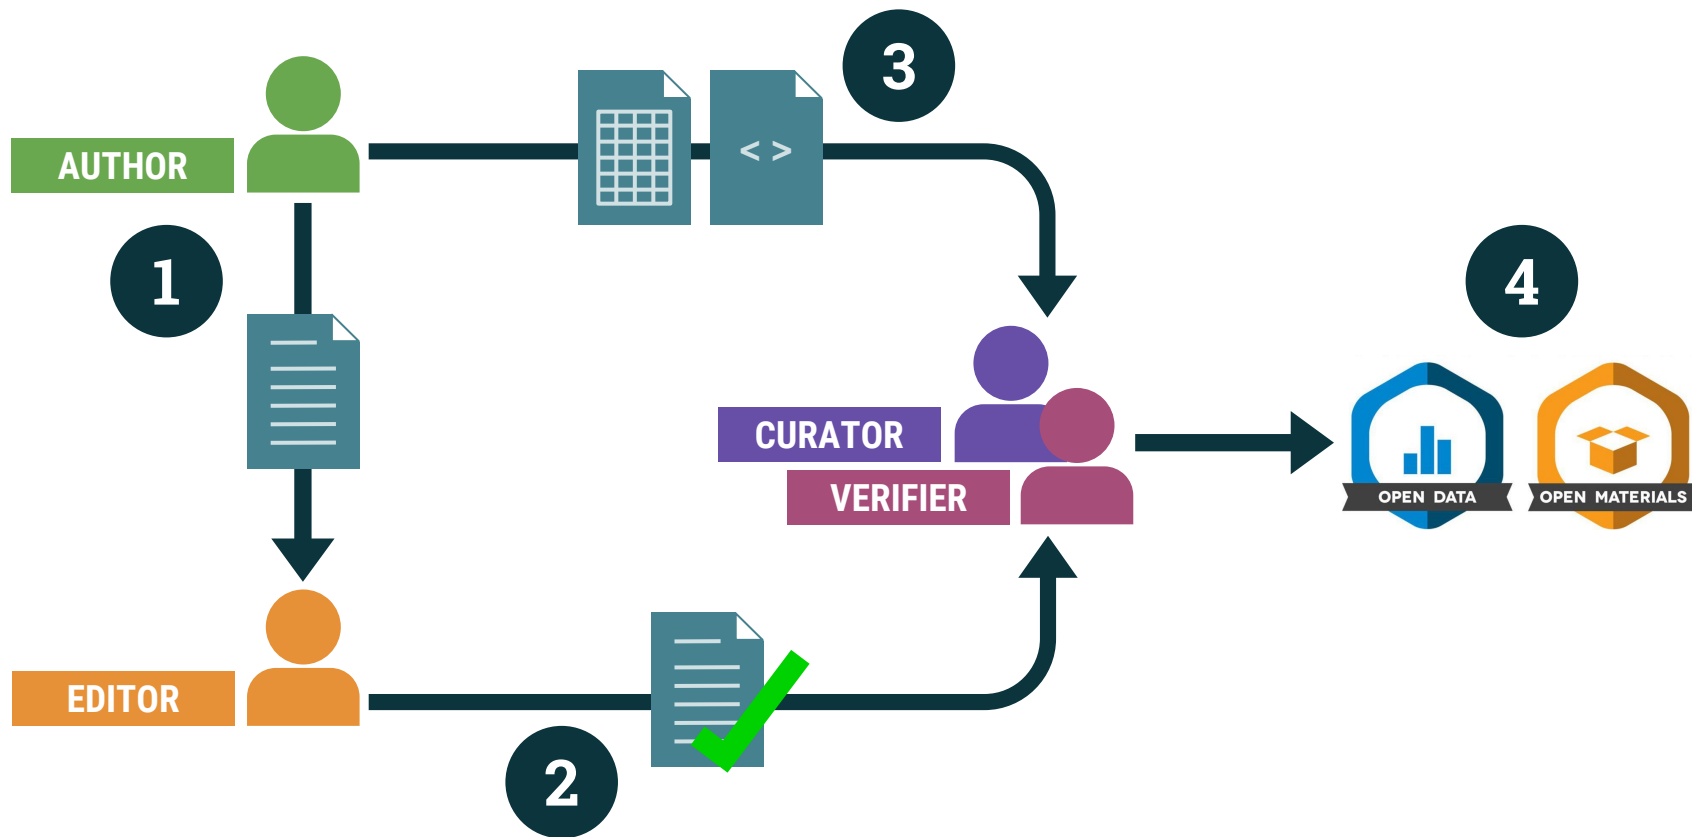 3
AUTHOR
< >
1
4
CURATOR
VERIFIER
OPEN DATA
OPEN MATERIALS
EDITOR
2